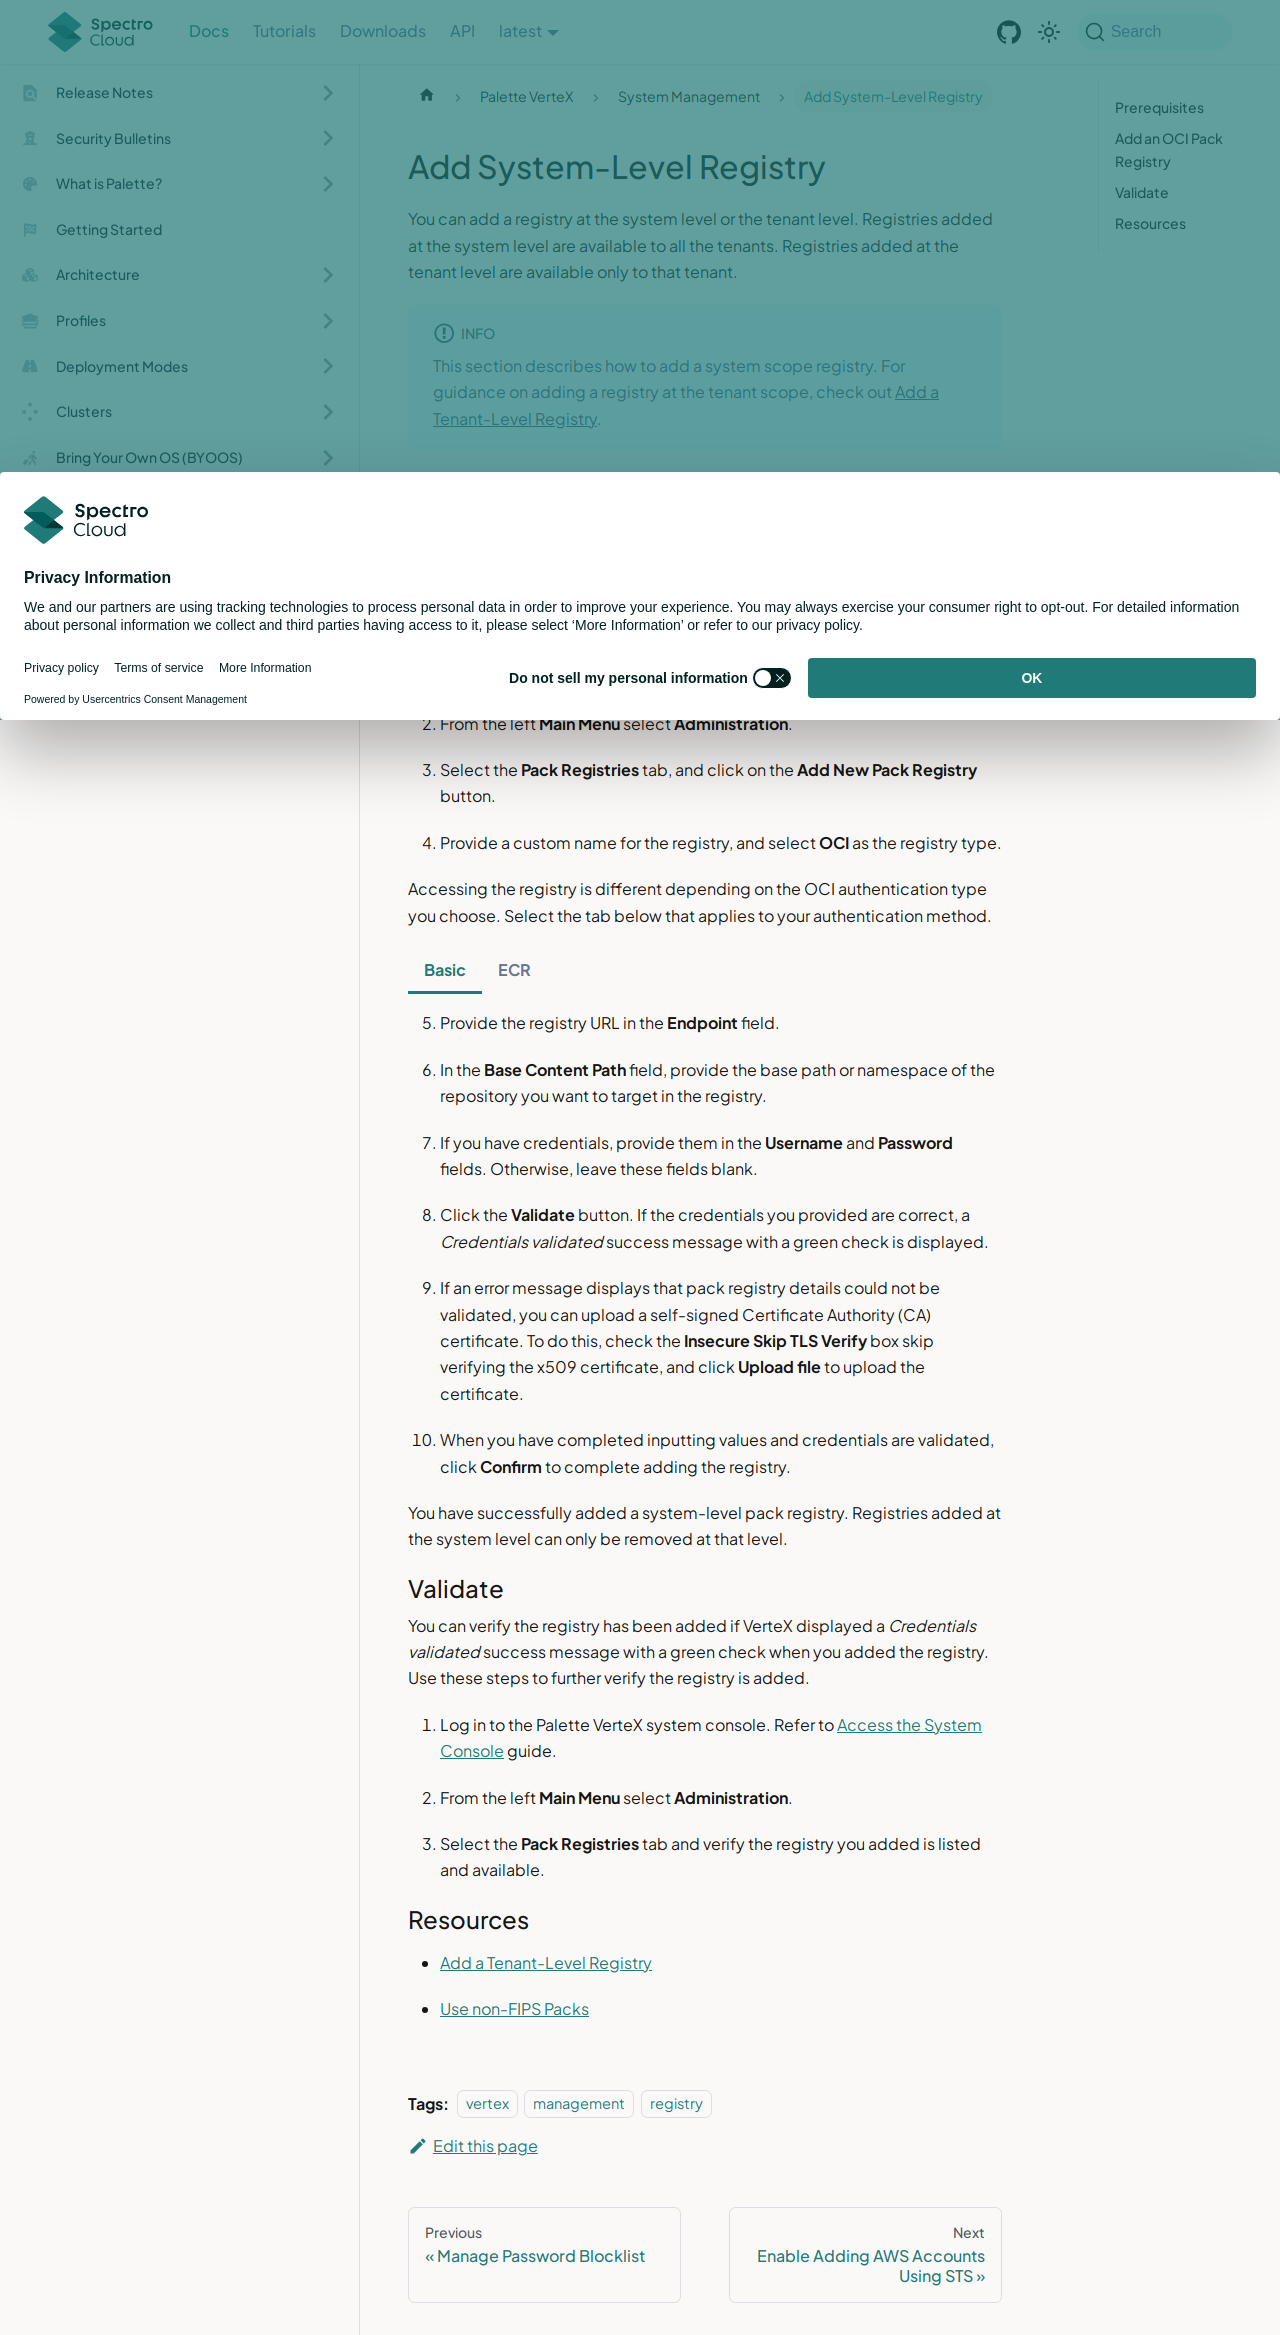 Spectro Cloud
Docs
Tutorials
Downloads
API
latest
Search
Release Notes
Security Bulletins
What is Palette?
Getting Started
Architecture
Profiles
Deployment Modes
Clusters
Bring Your Own OS (BYOOS)
Palette VerteX
System Management
Add System-Level Registry
Add System-Level Registry
You can add a registry at the system level or the tenant level. Registries added
at the system level are available to all the tenants. Registries added at the
tenant level are available only to that tenant.
INFO
This section describes how to add a system scope registry. For
guidance on adding a registry at the tenant scope, check out Add a
Tenant-Level Registry.
Prerequisites
Add an OCI Pack
Registry
Validate
Resources
Spectro
Cloud
Privacy Information
We and our partners are using tracking technologies to process personal data in order to improve your experience. You may always exercise your consumer right to opt-out. For detailed information
about personal information we collect and third parties having access to it, please select ‘More Information’ or refer to our privacy policy.
Privacy policy
Terms of service
More Information
Do not sell my personal information
OK
Powered by Usercentrics Consent Management
2. From the left Main Menu select Administration.
3. Select the Pack Registries tab, and click on the Add New Pack Registry
button.
4. Provide a custom name for the registry, and select OCI as the registry type.
Accessing the registry is different depending on the OCI authentication type
you choose. Select the tab below that applies to your authentication method.
Basic
ECR
5. Provide the registry URL in the Endpoint field.
6. In the Base Content Path field, provide the base path or namespace of the
repository you want to target in the registry.
7. If you have credentials, provide them in the Username and Password
fields. Otherwise, leave these fields blank.
8. Click the Validate button. If the credentials you provided are correct, a
Credentials validated success message with a green check is displayed.
9. If an error message displays that pack registry details could not be
validated, you can upload a self-signed Certificate Authority (CA)
certificate. To do this, check the Insecure Skip TLS Verify box skip
verifying the x509 certificate, and click Upload file to upload the
certificate.
10. When you have completed inputting values and credentials are validated,
click Confirm to complete adding the registry.
You have successfully added a system-level pack registry. Registries added at
the system level can only be removed at that level.
Validate
You can verify the registry has been added if VerteX displayed a Credentials
validated success message with a green check when you added the registry.
Use these steps to further verify the registry is added.
1. Log in to the Palette VerteX system console. Refer to Access the System
Console guide.
2. From the left Main Menu select Administration.
3. Select the Pack Registries tab and verify the registry you added is listed
and available.
Resources
Add a Tenant-Level Registry
Use non-FIPS Packs
Tags: vertex management registry
Edit this page
Previous
« Manage Password Blocklist
Next
Enable Adding AWS Accounts
Using STS »